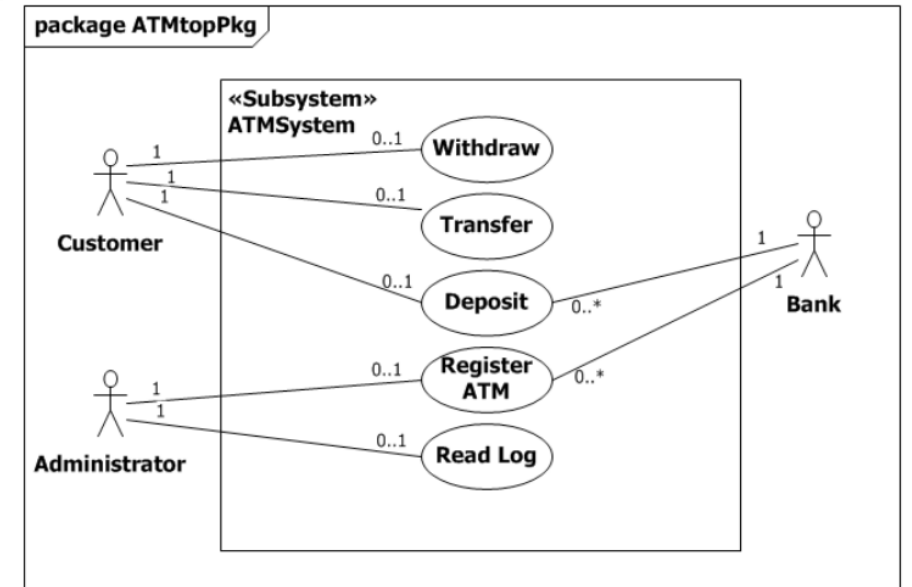 package ATMtopPkg
«Subsystem»
ATMSystem
1
0..1
Withdraw
1
0..1
Transfer
1
Customer
0..1
Deposit
0..*
1
1
Bank
Register
ATM
0..1
0..*
1
1
0..1
Read Log
Administrator